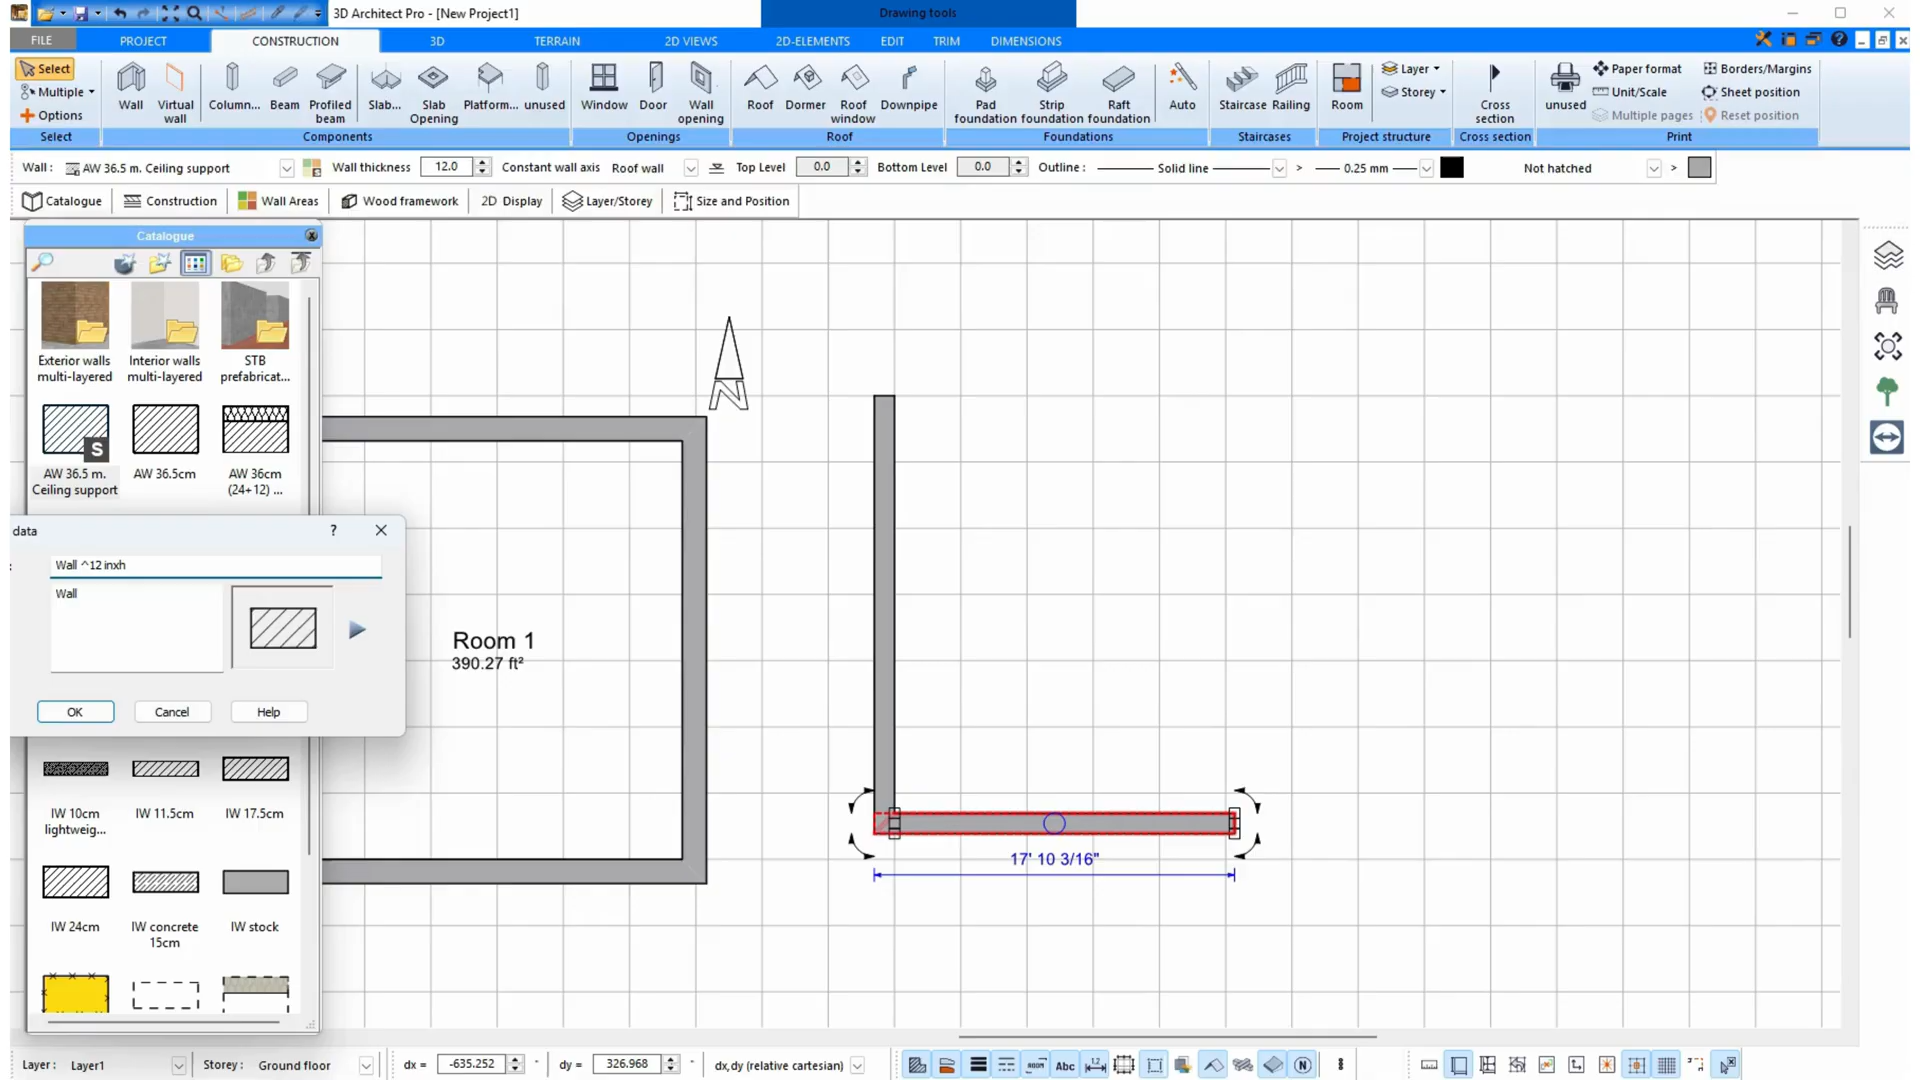 3D Architect Pro - [New Project1]
Drawing tools
FILE PROJECT CONSTRUCTION 3D TERRAIN 2D VIEWS 2D-ELEMENTS EDIT TRIM DIMENSIONS
Select
Multiple
Options
Select
Wall
Virtual wall
Column...
Beam
Profiled beam
Slab...
Slab Opening
Platform...
unused
Components
Window
Door
Wall opening
Openings
Roof
Dormer
Roof window
Downpipe
Roof
Pad foundation
Strip foundation
Raft foundation
Auto
Foundations
Staircase
Railing
Staircases
Room
Layer
Storey
Project structure
Cross section
Cross section
unused
Paper format
Unit/Scale
Multiple pages
Borders/Margins
Sheet position
Reset position
Print
Wall : AW 36.5 m. Ceiling support Wall thickness 12.0 Constant wall axis Roof wall Top Level 0.0 Bottom Level 0.0 Outline : Solid line > 0.25 mm Not hatched >
Catalogue Construction Wall Areas Wood framework 2D Display Layer/Storey Size and Position
Catalogue
Exterior walls multi-layered
Interior walls multi-layered
STB prefabricat...
S
AW 36.5 m. Ceiling support
AW 36.5cm
AW 36cm (24+12) ...
data
?
Wall ^12 inxh
Wall
OK Cancel Help
IW 10cm lightweig...
IW 11.5cm
IW 17.5cm
IW 24cm
IW concrete 15cm
IW stock
N
Room 1
390.27 ft²
17' 10 3/16"
Layer : Layer1 Storey: Ground floor dx = -635.252 " dy = 326.968 " dx,dy (relative cartesian)
ROOM Abc 1,2 N